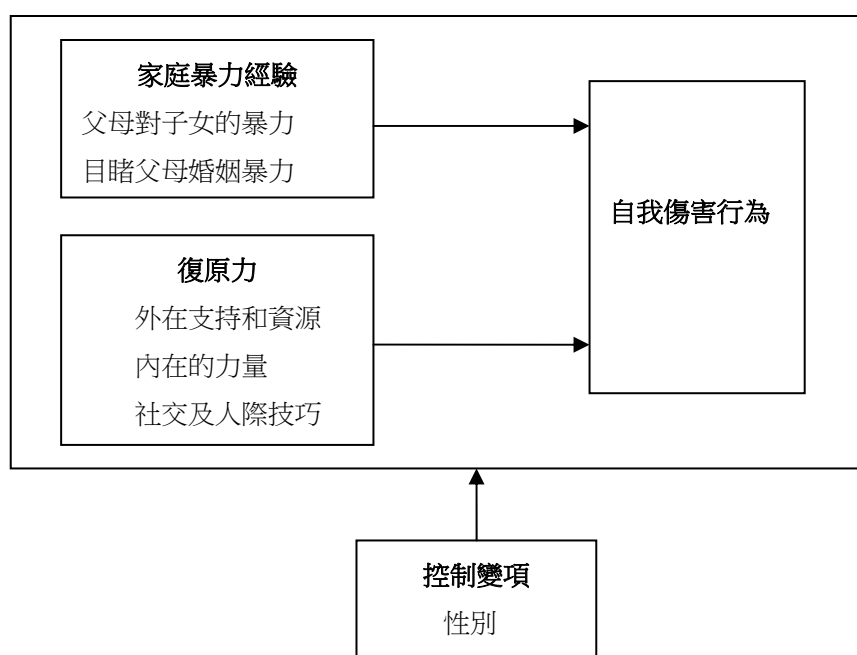 家庭暴力經驗
父母對子女的暴力
目睹父母婚姻暴力
自我傷害行為
復原力
外在支持和資源
內在的力量
社交及人際技巧
控制變項
性別